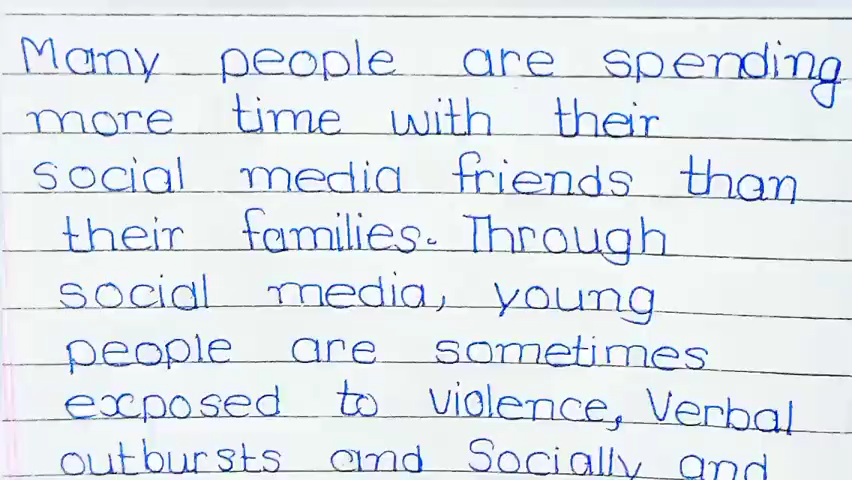 Many people are spending
more time with their
social media friends than
their families. Through
social media, young
people are sometimes
exposed to violence, Verbal
outbursts and Socially and